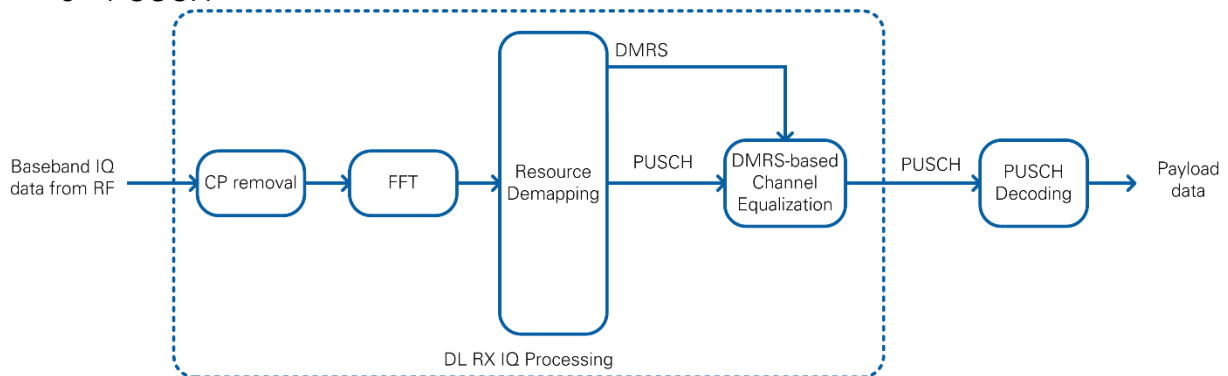 Baseband IQ
data from RF
CP removal
FFT
Resource
Demapping
DMRS
PUSCH
DMRS-based
Channel
Equalization
PUSCH
PUSCH
Decoding
Payload
data
DL RX IQ Processing